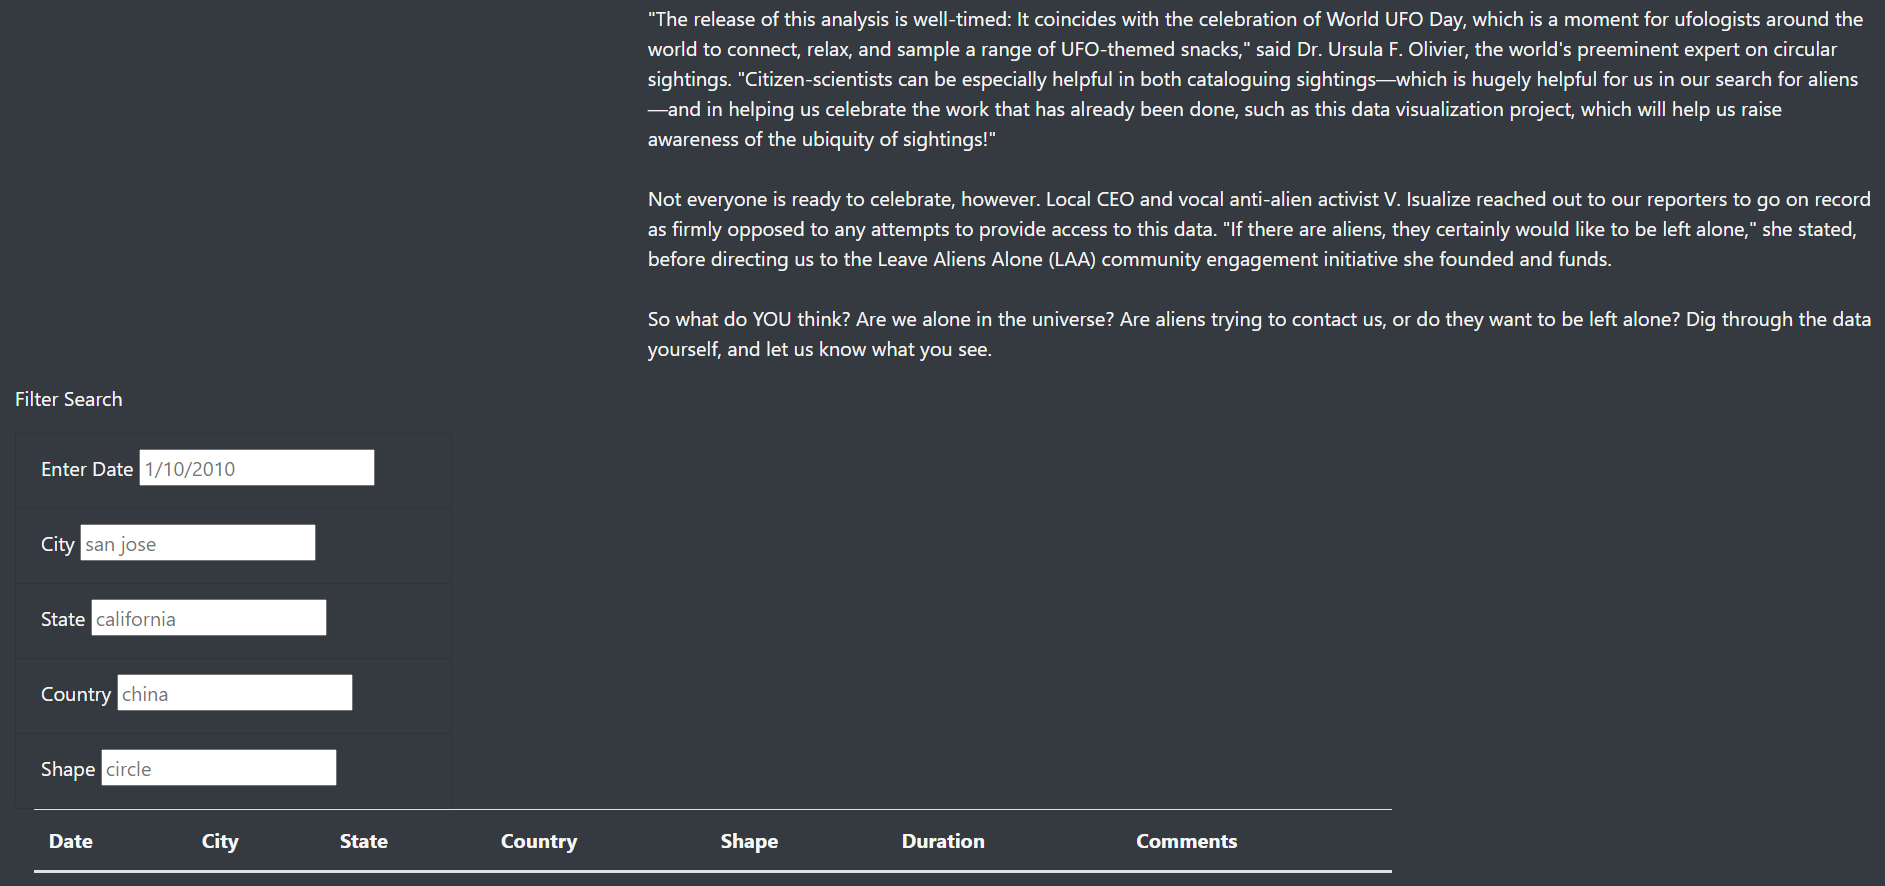 "The release of this analysis is well-timed: It coincides with the celebration of World UFO Day, which is a moment for ufologists around the
world to connect, relax, and sample a range of UFO-themed snacks," said Dr. Ursula F. Olivier, the world's preeminent expert on circular
sightings. "Citizen-scientists can be especially helpful in both cataloguing sightings—which is hugely helpful for us in our search for aliens
—and in helping us celebrate the work that has already been done, such as this data visualization project, which will help us raise
awareness of the ubiquity of sightings!"
Not everyone is ready to celebrate, however. Local CEO and vocal anti-alien activist V. Isualize reached out to our reporters to go on record
as firmly opposed to any attempts to provide access to this data. "If there are aliens, they certainly would like to be left alone," she stated,
before directing us to the Leave Aliens Alone (LAA) community engagement initiative she founded and funds.
So what do YOU think? Are we alone in the universe? Are aliens trying to contact us, or do they want to be left alone? Dig through the data
yourself, and let us know what you see.
Filter Search
Enter Date 1/10/2010
City san jose
State california
Country china
Shape circle
Date City State Country Shape Duration Comments